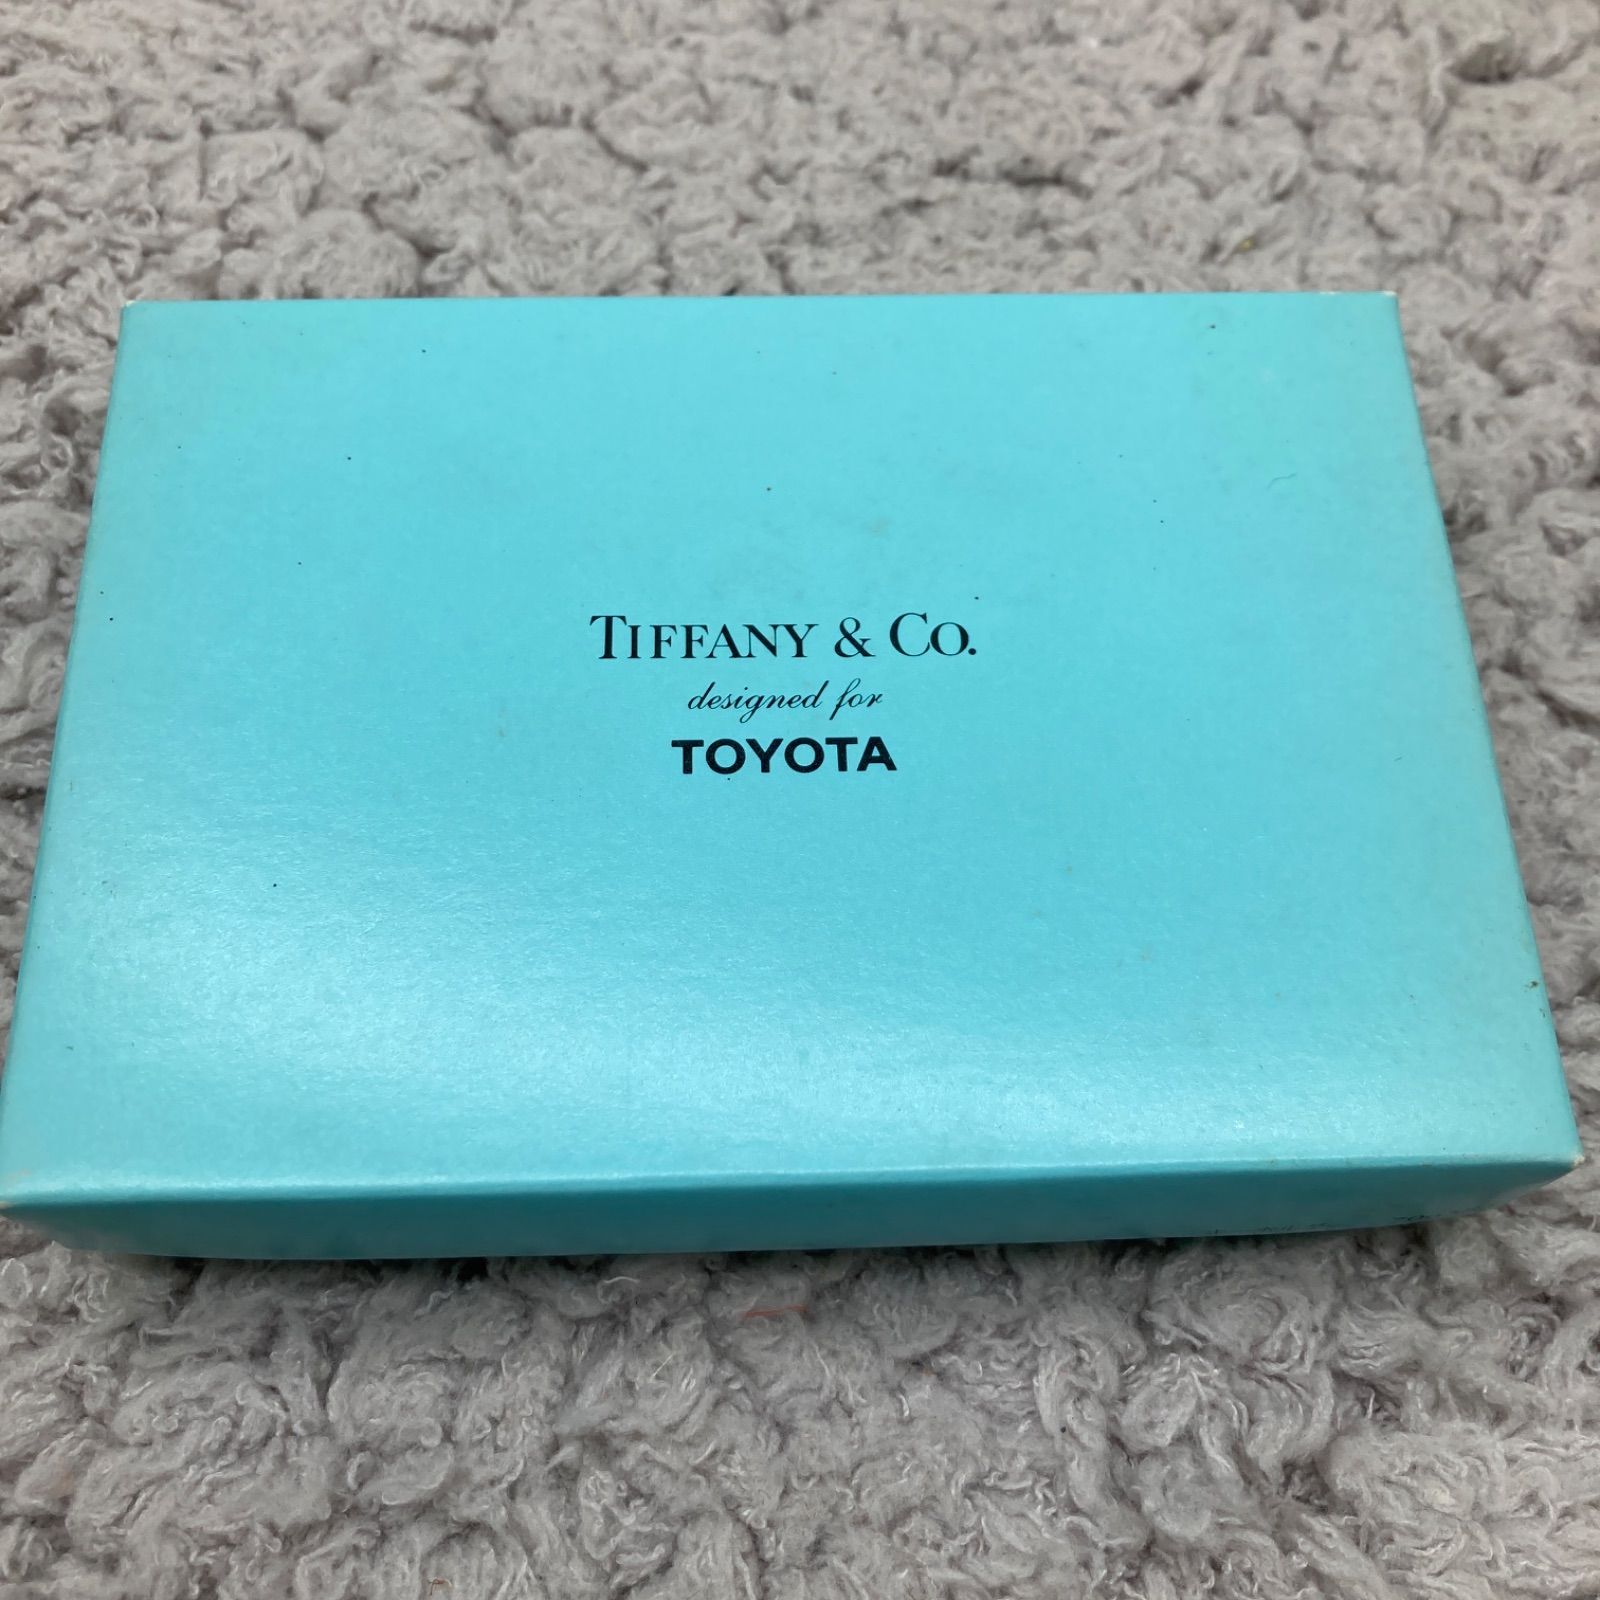 TIFFANY & CO.
designed for
TOYOTA